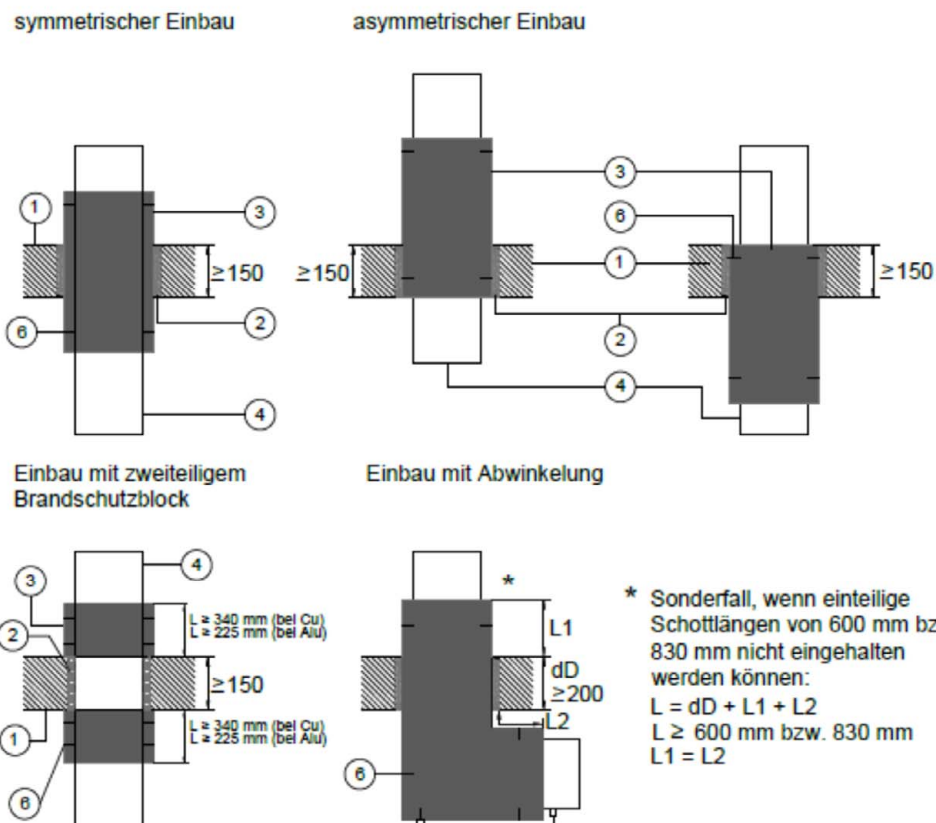 symmetrischer Einbau
asymmetrischer Einbau
1
3
≥150
2
6
4
3
6
≥150
1
≥150
2
4
Einbau mit zweiteiligem
Brandschutzblock
Einbau mit Abwinkelung
4
3
L ≥ 340 mm (bei Cu)
L ≥ 225 mm (bei Alu)
2
≥150
L ≥ 340 mm (bei Cu)
L ≥ 225 mm (bei Alu)
1
6
*
L1
dD
≥200
L2
6
* Sonderfall, wenn einteilige
Schottlängen von 600 mm bz
830 mm nicht eingehalten
werden können:
L = dD + L1 + L2
L ≥ 600 mm bzw. 830 mm
L1 = L2